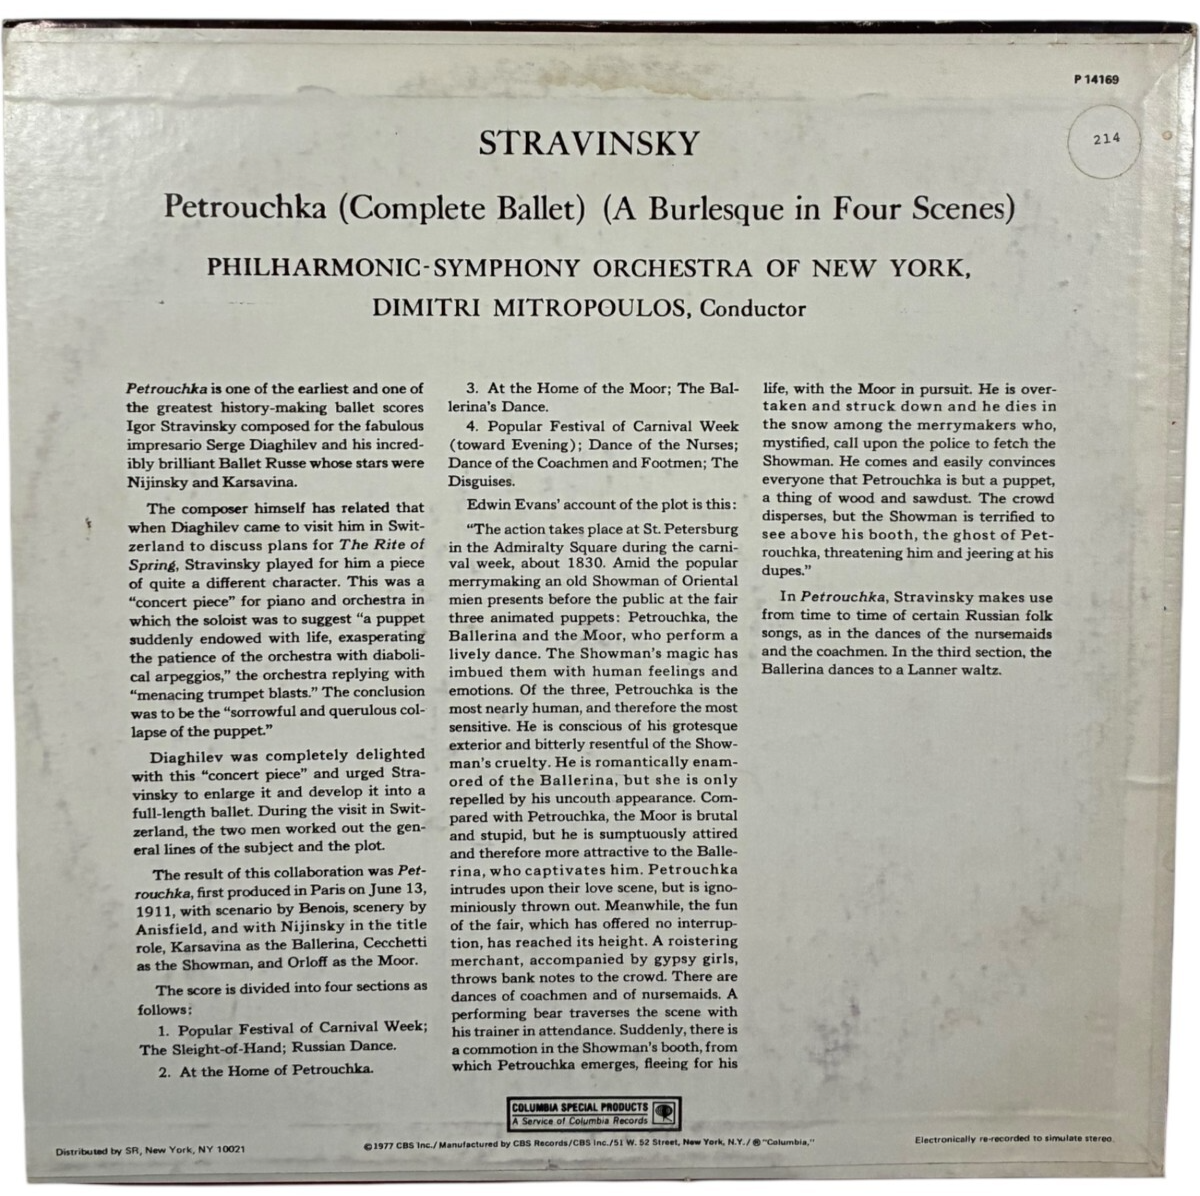 P 14169
214
STRAVINSKY
Petrouchka (Complete Ballet) (A Burlesque in Four Scenes)
PHILHARMONIC-SYMPHONY ORCHESTRA OF NEW YORK,
DIMITRI MITROPOULOS, Conductor
Petrouchka is one of the earliest and one of
the greatest history-making ballet scores
Igor Stravinsky composed for the fabulous
impresario Serge Diaghilev and his incred-
ibly brilliant Ballet Russe whose stars were
Nijinsky and Karsavina.
The composer himself has related that
when Diaghilev came to visit him in Swit-
zerland to discuss plans for The Rite of
Spring, Stravinsky played for him a piece
of quite a different character. This was a
“concert piece” for piano and orchestra in
which the soloist was to suggest “a puppet
suddenly endowed with life, exasperating
the patience of the orchestra with diaboli-
cal arpeggios,” the orchestra replying with
“menacing trumpet blasts.” The conclusion
was to be the “sorrowful and querulous col-
lapse of the puppet.”
Diaghilev was completely delighted
with this “concert piece” and urged Stra-
vinsky to enlarge it and develop it into a
full-length ballet. During the visit in Swit-
zerland, the two men worked out the gen-
eral lines of the subject and the plot.
The result of this collaboration was Pet-
rouchka, first produced in Paris on June 13,
1911, with scenario by Benois, scenery by
Anisfield, and with Nijinsky in the title
role, Karsavina as the Ballerina, Cecchetti
as the Showman, and Orloff as the Moor.
The score is divided into four sections as
follows:
1. Popular Festival of Carnival Week;
The Sleight-of-Hand; Russian Dance.
2. At the Home of Petrouchka.
3. At the Home of the Moor; The Bal-
lerina's Dance.
4. Popular Festival of Carnival Week
(toward Evening); Dance of the Nurses;
Dance of the Coachmen and Footmen; The
Disguises.
Edwin Evans' account of the plot is this:
“The action takes place at St. Petersburg
in the Admiralty Square during the carni-
val week, about 1830. Amid the popular
merrymaking an old Showman of Oriental
mien presents before the public at the fair
three animated puppets: Petrouchka, the
Ballerina and the Moor, who perform a
lively dance. The Showman's magic has
imbued them with human feelings and
emotions. Of the three, Petrouchka is the
most nearly human, and therefore the most
sensitive. He is conscious of his grotesque
exterior and bitterly resentful of the Show-
man's cruelty. He is romantically enam-
ored of the Ballerina, but she is only
repelled by his uncouth appearance. Com-
pared with Petrouchka, the Moor is brutal
and stupid, but he is sumptuously attired
and therefore more attractive to the Balle-
rina, who captivates him. Petrouchka
intrudes upon their love scene, but is igno-
miniously thrown out. Meanwhile, the fun
of the fair, which has offered no interrup-
tion, has reached its height. A roistering
merchant, accompanied by gypsy girls,
throws bank notes to the crowd. There are
dances of coachmen and of nursemaids. A
performing bear traverses the scene with
his trainer in attendance. Suddenly, there is
a commotion in the Showman's booth, from
which Petrouchka emerges, fleeing for his
life, with the Moor in pursuit. He is over-
taken and struck down and he dies in
the snow among the merrymakers who,
mystified, call upon the police to fetch the
Showman. He comes and easily convinces
everyone that Petrouchka is but a puppet,
a thing of wood and sawdust. The crowd
disperses, but the Showman is terrified to
see above his booth, the ghost of Pet-
rouchka, threatening him and jeering at his
dupes.”
In Petrouchka, Stravinsky makes use
from time to time of certain Russian folk
songs, as in the dances of the nursemaids
and the coachmen. In the third section, the
Ballerina dances to a Lanner waltz.
COLUMBIA SPECIAL PRODUCTS
A Service of Columbia Records
Distributed by SR, New York, NY 10021
©1977 CBS Inc./ Manufactured by CBS Records/CBS Inc./51 W. 52 Street, New York, N.Y./ ® "Columbia,"
Electronically re-recorded to simulate stereo.